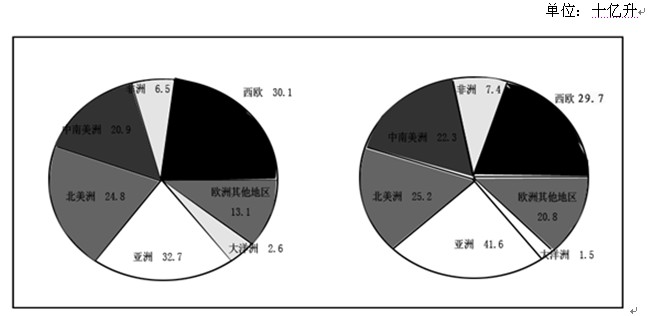 单位：十亿升
非洲 6.5
西欧 30.1
中南美洲 20.9
北美洲 24.8
欧洲其他地区
13.1
亚洲 32.7
大洋洲 2.6
非洲 7.4
西欧 29.7
中南美洲 22.3
北美洲 25.2
欧洲其他地区
20.8
亚洲 41.6
大洋洲 1.5